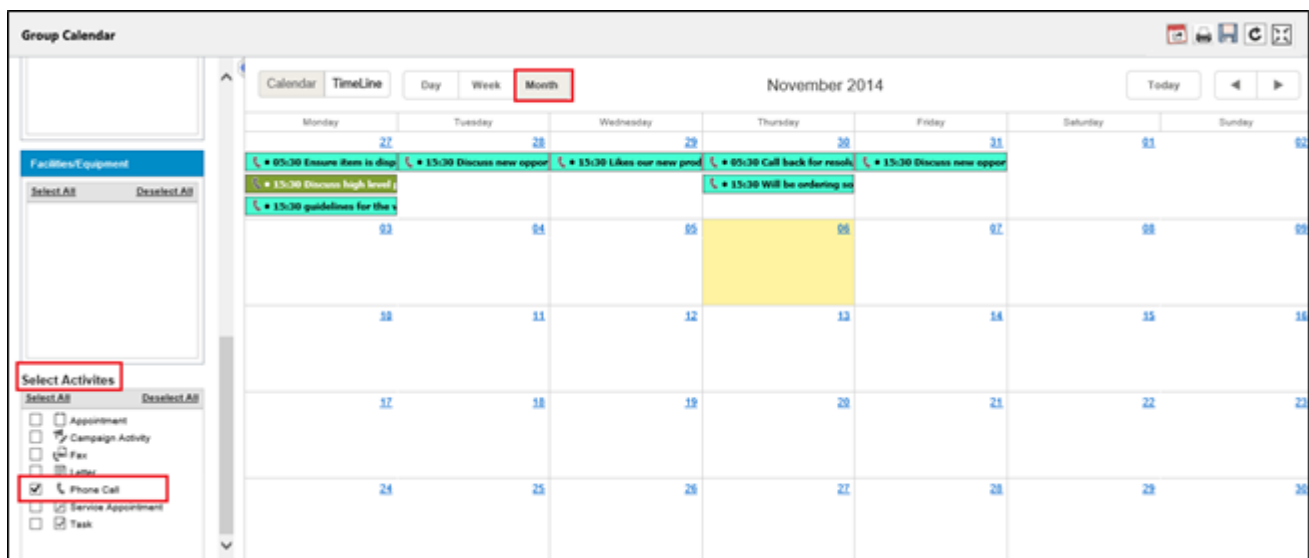 Group Calendar
Calendar TimeLine Day Week Month November 2014 Today
Monday Tuesday Wednesday Thursday Friday Saturday Sunday
27 28 29 30 31 01 02
05:30 Ensure item is disp 15:30 Discuss new oppor 15:30 Likes our new prod 05:30 Call back for resolu 15:30 Discuss new oppor
15:30 Discuss high level p 15:30 Will be ordering so
15:30 guidelines for the v
03 04 05 06 07 08 09
10 11 12 13 14 15 16
17 18 19 20 21 22 23
24 25 26 27 28 29 30
Facilities/Equipment
Select All Deselect All
Select Activites
Select All Deselect All
Appointment
Campaign Activity
Fax
Letter
Phone Call
Service Appointment
Task